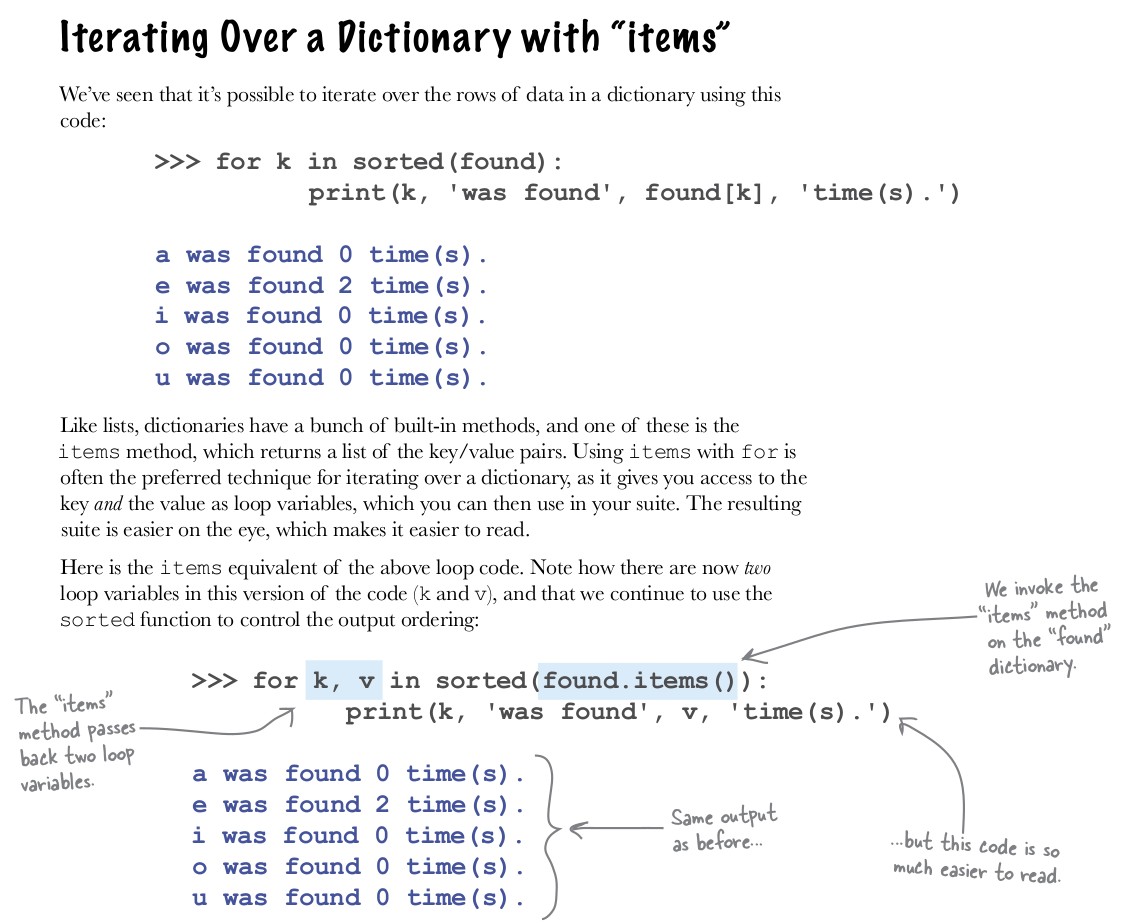 Iterating Over a Dictionary with “items”
We’ve seen that it’s possible to iterate over the rows of data in a dictionary using this
code:
>>> for k in sorted(found):
print(k, 'was found', found[k], 'time(s).')
a was found 0 time(s).
e was found 2 time(s).
i was found 0 time(s).
o was found 0 time(s).
u was found 0 time(s).
Like lists, dictionaries have a bunch of built-in methods, and one of these is the
items method, which returns a list of the key/value pairs. Using items with for is
often the preferred technique for iterating over a dictionary, as it gives you access to the
key and the value as loop variables, which you can then use in your suite. The resulting
suite is easier on the eye, which makes it easier to read.
Here is the items equivalent of the above loop code. Note how there are now two
loop variables in this version of the code (k and v), and that we continue to use the
sorted function to control the output ordering:
We invoke the
“items” method
on the “found”
dictionary.
>>> for k, v in sorted(found.items()):
print(k, 'was found', v, 'time(s).')
The “items”
method passes
back two loop
variables.
a was found 0 time(s).
e was found 2 time(s).
i was found 0 time(s).
o was found 0 time(s).
u was found 0 time(s).
Same output
as before...
...but this code is so
much easier to read.